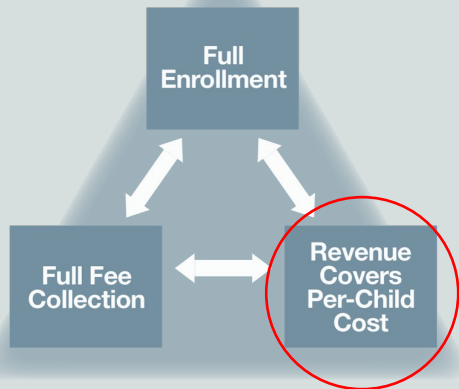 Full
Enrollment
Full Fee
Collection
Revenue
Covers
Per-Child
Cost